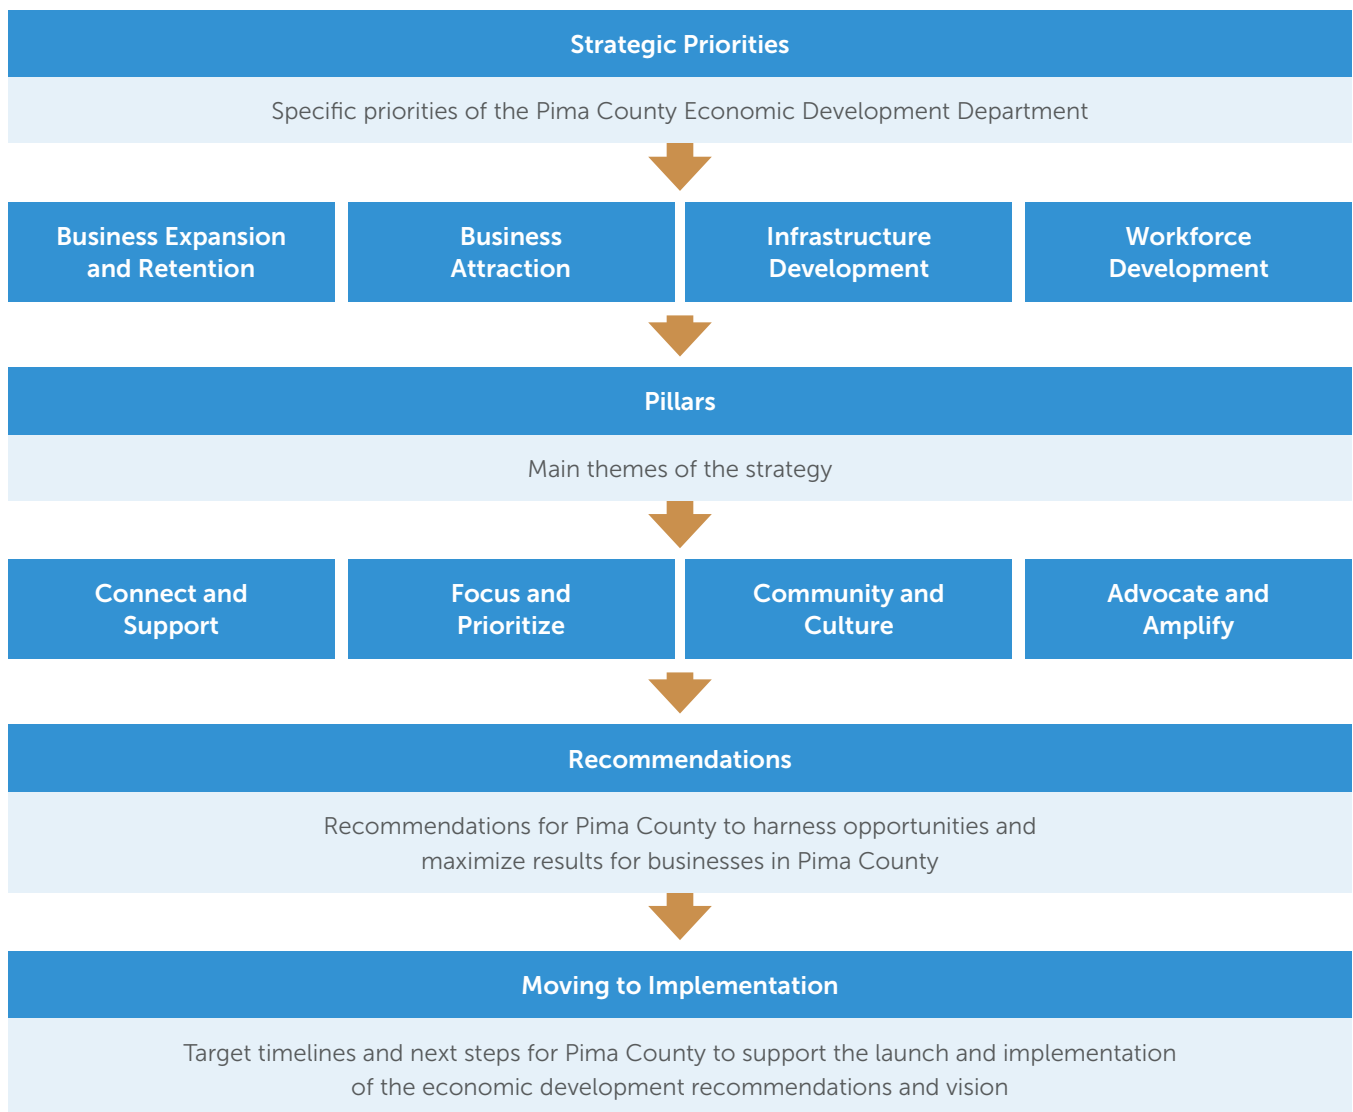 Strategic Priorities
Specific priorities of the Pima County Economic Development Department
Business Expansion
and Retention
Business
Attraction
Infrastructure
Development
Workforce
Development
Pillars
Main themes of the strategy
Connect and
Support
Focus and
Prioritize
Community and
Culture
Advocate and
Amplify
Recommendations
Recommendations for Pima County to harness opportunities and
maximize results for businesses in Pima County
Moving to Implementation
Target timelines and next steps for Pima County to support the launch and implementation
of the economic development recommendations and vision